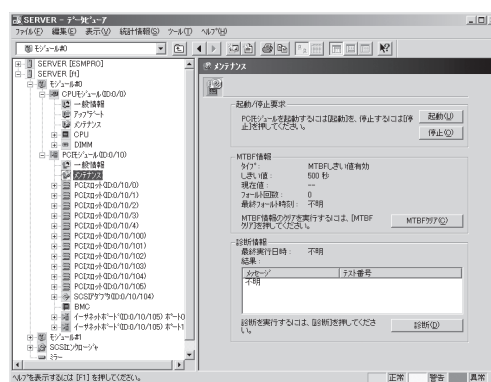 SERVER - ﾃﾞｰﾀﾋﾞｭｰｱ
ﾌｧｲﾙ(F) 編集(E) 表示(V) 統計情報(S) ﾂｰﾙ(T) ﾍﾙﾌﾟ(H)
ﾓｼﾞｭｰﾙ#0
SERVER [ESMPRO]
SERVER [ft]
ﾓｼﾞｭｰﾙ#0
CPUﾓｼﾞｭｰﾙ(ID:0/0)
一般情報
ｱｯﾌﾟﾃﾞｰﾄ
ﾒﾝﾃﾅﾝｽ
CPU
DIMM
PCIﾓｼﾞｭｰﾙ(ID:0/10)
一般情報
ﾒﾝﾃﾅﾝｽ
PCIｽﾛｯﾄ(ID:0/10/0)
PCIｽﾛｯﾄ(ID:0/10/1)
PCIｽﾛｯﾄ(ID:0/10/2)
PCIｽﾛｯﾄ(ID:0/10/3)
PCIｽﾛｯﾄ(ID:0/10/4)
PCIｽﾛｯﾄ(ID:0/10/100)
PCIｽﾛｯﾄ(ID:0/10/101)
PCIｽﾛｯﾄ(ID:0/10/102)
PCIｽﾛｯﾄ(ID:0/10/103)
PCIｽﾛｯﾄ(ID:0/10/104)
PCIｽﾛｯﾄ(ID:0/10/105)
SCSIｱﾀﾞﾌﾟﾀ(ID:0/10/104)
BMC
ｲｰｻﾈｯﾄﾎﾞｰﾄﾞ(ID:0/10/105) ﾎﾟｰﾄ0
ｲｰｻﾈｯﾄﾎﾞｰﾄﾞ(ID:0/10/105) ﾎﾟｰﾄ1
ﾓｼﾞｭｰﾙ#1
SCSIｴﾝｸﾛｰｼﾞｬ
ﾐﾗｰ
ﾒﾝﾃﾅﾝｽ
起動/停止要求
PCIﾓｼﾞｭｰﾙを起動するには[起動]を、停止するには[停
止]を押してください。
起動(U)
停止(O)
MTBF情報
ﾀｲﾌﾟ: MTBFしきい値有効
しきい値: 500 秒
現在値: --
ﾌｫｰﾙﾄ回数: 0
最終ﾌｫｰﾙﾄ時刻: 不明
MTBF情報のｸﾘｱを実行するには、[MTBF
ｸﾘｱ]を押してください。
MTBFｸﾘｱ(C)
診断情報
最終実行日時: 不明
結果:
ﾒｯｾｰｼﾞ ﾃｽﾄ番号
不明
診断を実行するには、[診断]を押してくださ
い。
診断(D)
ﾍﾙﾌﾟを表示するには [F1] を押してください。
正常 警告 異常